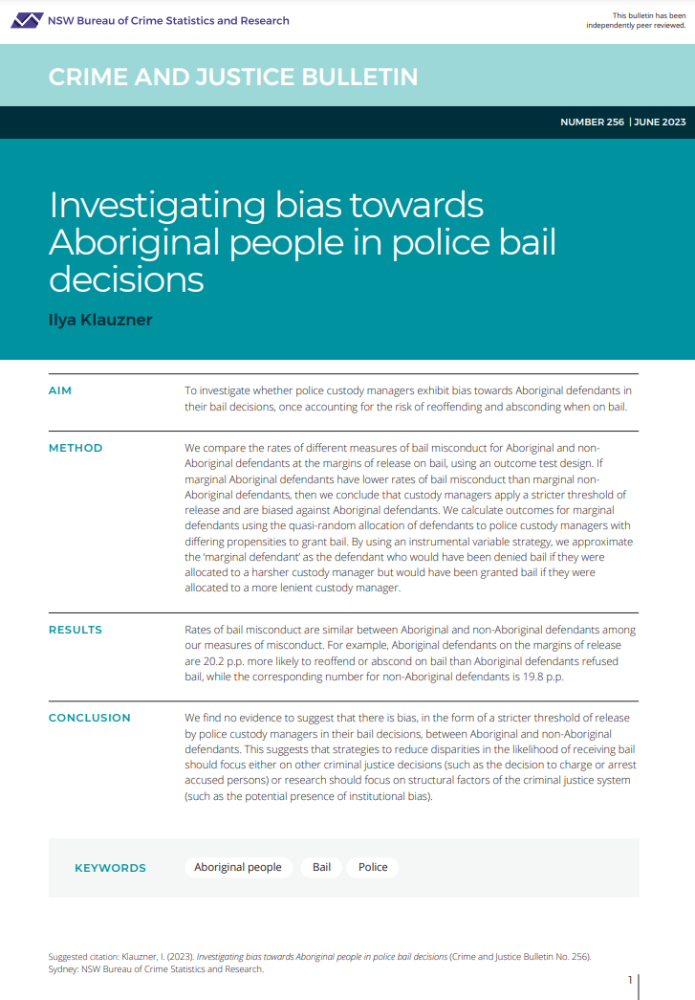 NSW Bureau of Crime Statistics and Research
This bulletin has been
independently peer reviewed.
CRIME AND JUSTICE BULLETIN
NUMBER 256 | JUNE 2023
Investigating bias towards
Aboriginal people in police bail
decisions
Ilya Klauzner
AIM
To investigate whether police custody managers exhibit bias towards Aboriginal defendants in
their bail decisions, once accounting for the risk of reoffending and absconding when on bail.
METHOD
We compare the rates of different measures of bail misconduct for Aboriginal and non-
Aboriginal defendants at the margins of release on bail, using an outcome test design. If
marginal Aboriginal defendants have lower rates of bail misconduct than marginal non-
Aboriginal defendants, then we conclude that custody managers apply a stricter threshold of
release and are biased against Aboriginal defendants. We calculate outcomes for marginal
defendants using the quasi-random allocation of defendants to police custody managers with
differing propensities to grant bail. By using an instrumental variable strategy, we approximate
the ‘marginal defendant’ as the defendant who would have been denied bail if they were
allocated to a harsher custody manager but would have been granted bail if they were
allocated to a more lenient custody manager.
RESULTS
Rates of bail misconduct are similar between Aboriginal and non-Aboriginal defendants among
our measures of misconduct. For example, Aboriginal defendants on the margins of release
are 20.2 p.p. more likely to reoffend or abscond on bail than Aboriginal defendants refused
bail, while the corresponding number for non-Aboriginal defendants is 19.8 p.p.
CONCLUSION
We find no evidence to suggest that there is bias, in the form of a stricter threshold of release
by police custody managers in their bail decisions, between Aboriginal and non-Aboriginal
defendants. This suggests that strategies to reduce disparities in the likelihood of receiving bail
should focus either on other criminal justice decisions (such as the decision to charge or arrest
accused persons) or research should focus on structural factors of the criminal justice system
(such as the potential presence of institutional bias).
KEYWORDS
Aboriginal people Bail Police
Suggested citation: Klauzner, I. (2023). Investigating bias towards Aboriginal people in police bail decisions (Crime and Justice Bulletin No. 256).
Sydney: NSW Bureau of Crime Statistics and Research.
1